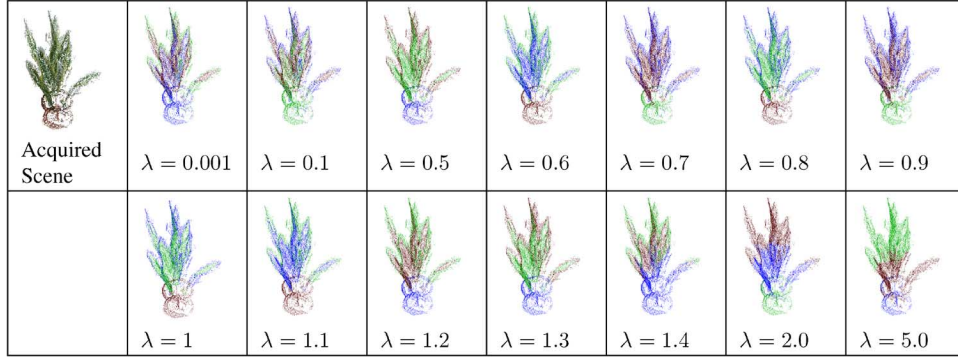 Acquired
Scene
λ = 0.001
λ = 0.1
λ = 0.5
λ = 0.6
λ = 0.7
λ = 0.8
λ = 0.9
λ = 1
λ = 1.1
λ = 1.2
λ = 1.3
λ = 1.4
λ = 2.0
λ = 5.0